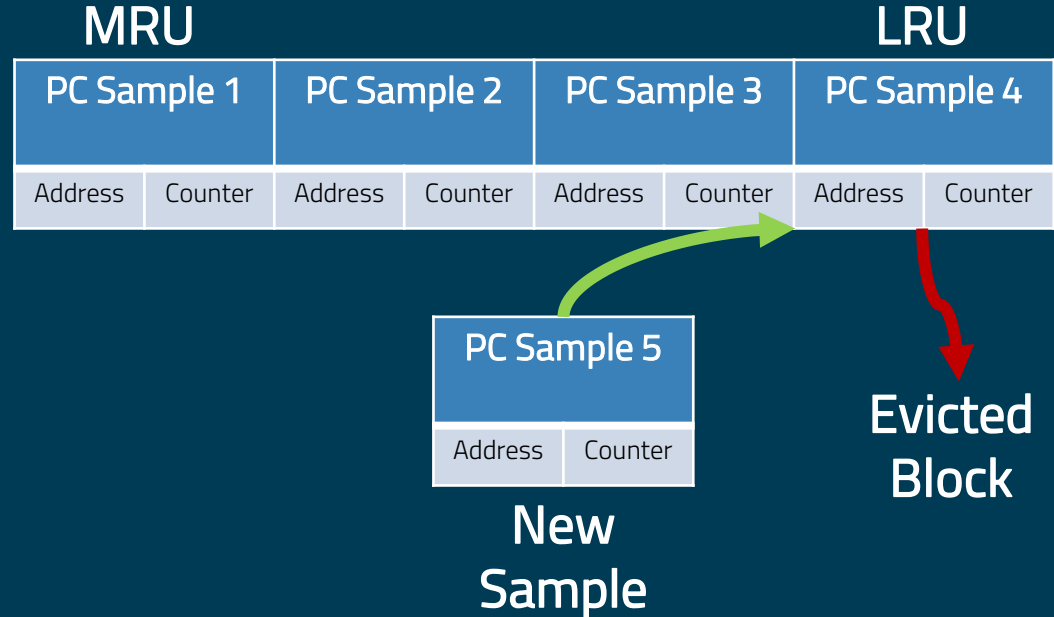 MRU
LRU
PC Sample 1
PC Sample 2
PC Sample 3
PC Sample 4
Address
Counter
Address
Counter
Address
Counter
Address
Counter
PC Sample 5
Address
Counter
New
Sample
Evicted
Block